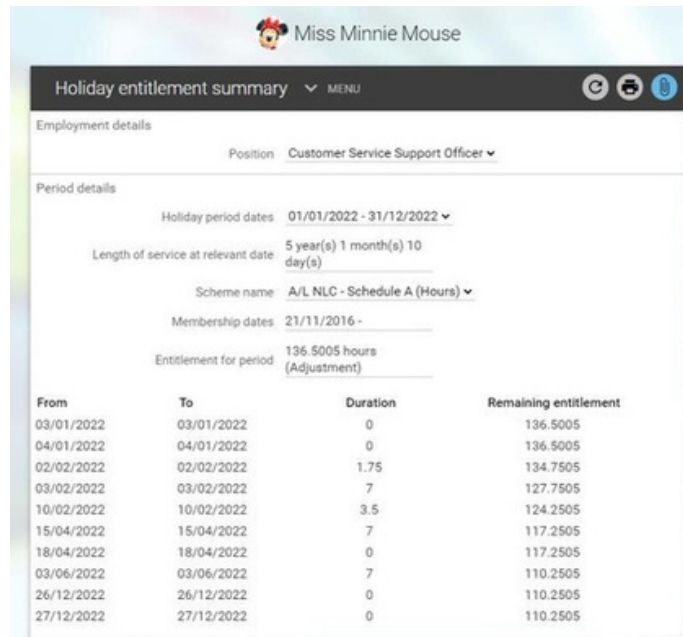 Miss Minnie Mouse
Holiday entitlement summary MENU
Employment details
Position Customer Service Support Officer
Period details
Holiday period dates 01/01/2022 - 31/12/2022
Length of service at relevant date 5 year(s) 1 month(s) 10
day(s)
Scheme name A/L NLC - Schedule A (Hours)
Membership dates 21/11/2016 -
Entitlement for period 136.5005 hours
(Adjustment)
From To Duration Remaining entitlement
03/01/2022 03/01/2022 0 136.5005
04/01/2022 04/01/2022 0 136.5005
02/02/2022 02/02/2022 1.75 134.7505
03/02/2022 03/02/2022 7 127.7505
10/02/2022 10/02/2022 3.5 124.2505
15/04/2022 15/04/2022 7 117.2505
18/04/2022 18/04/2022 0 117.2505
03/06/2022 03/06/2022 7 110.2505
26/12/2022 26/12/2022 0 110.2505
27/12/2022 27/12/2022 0 110.2505